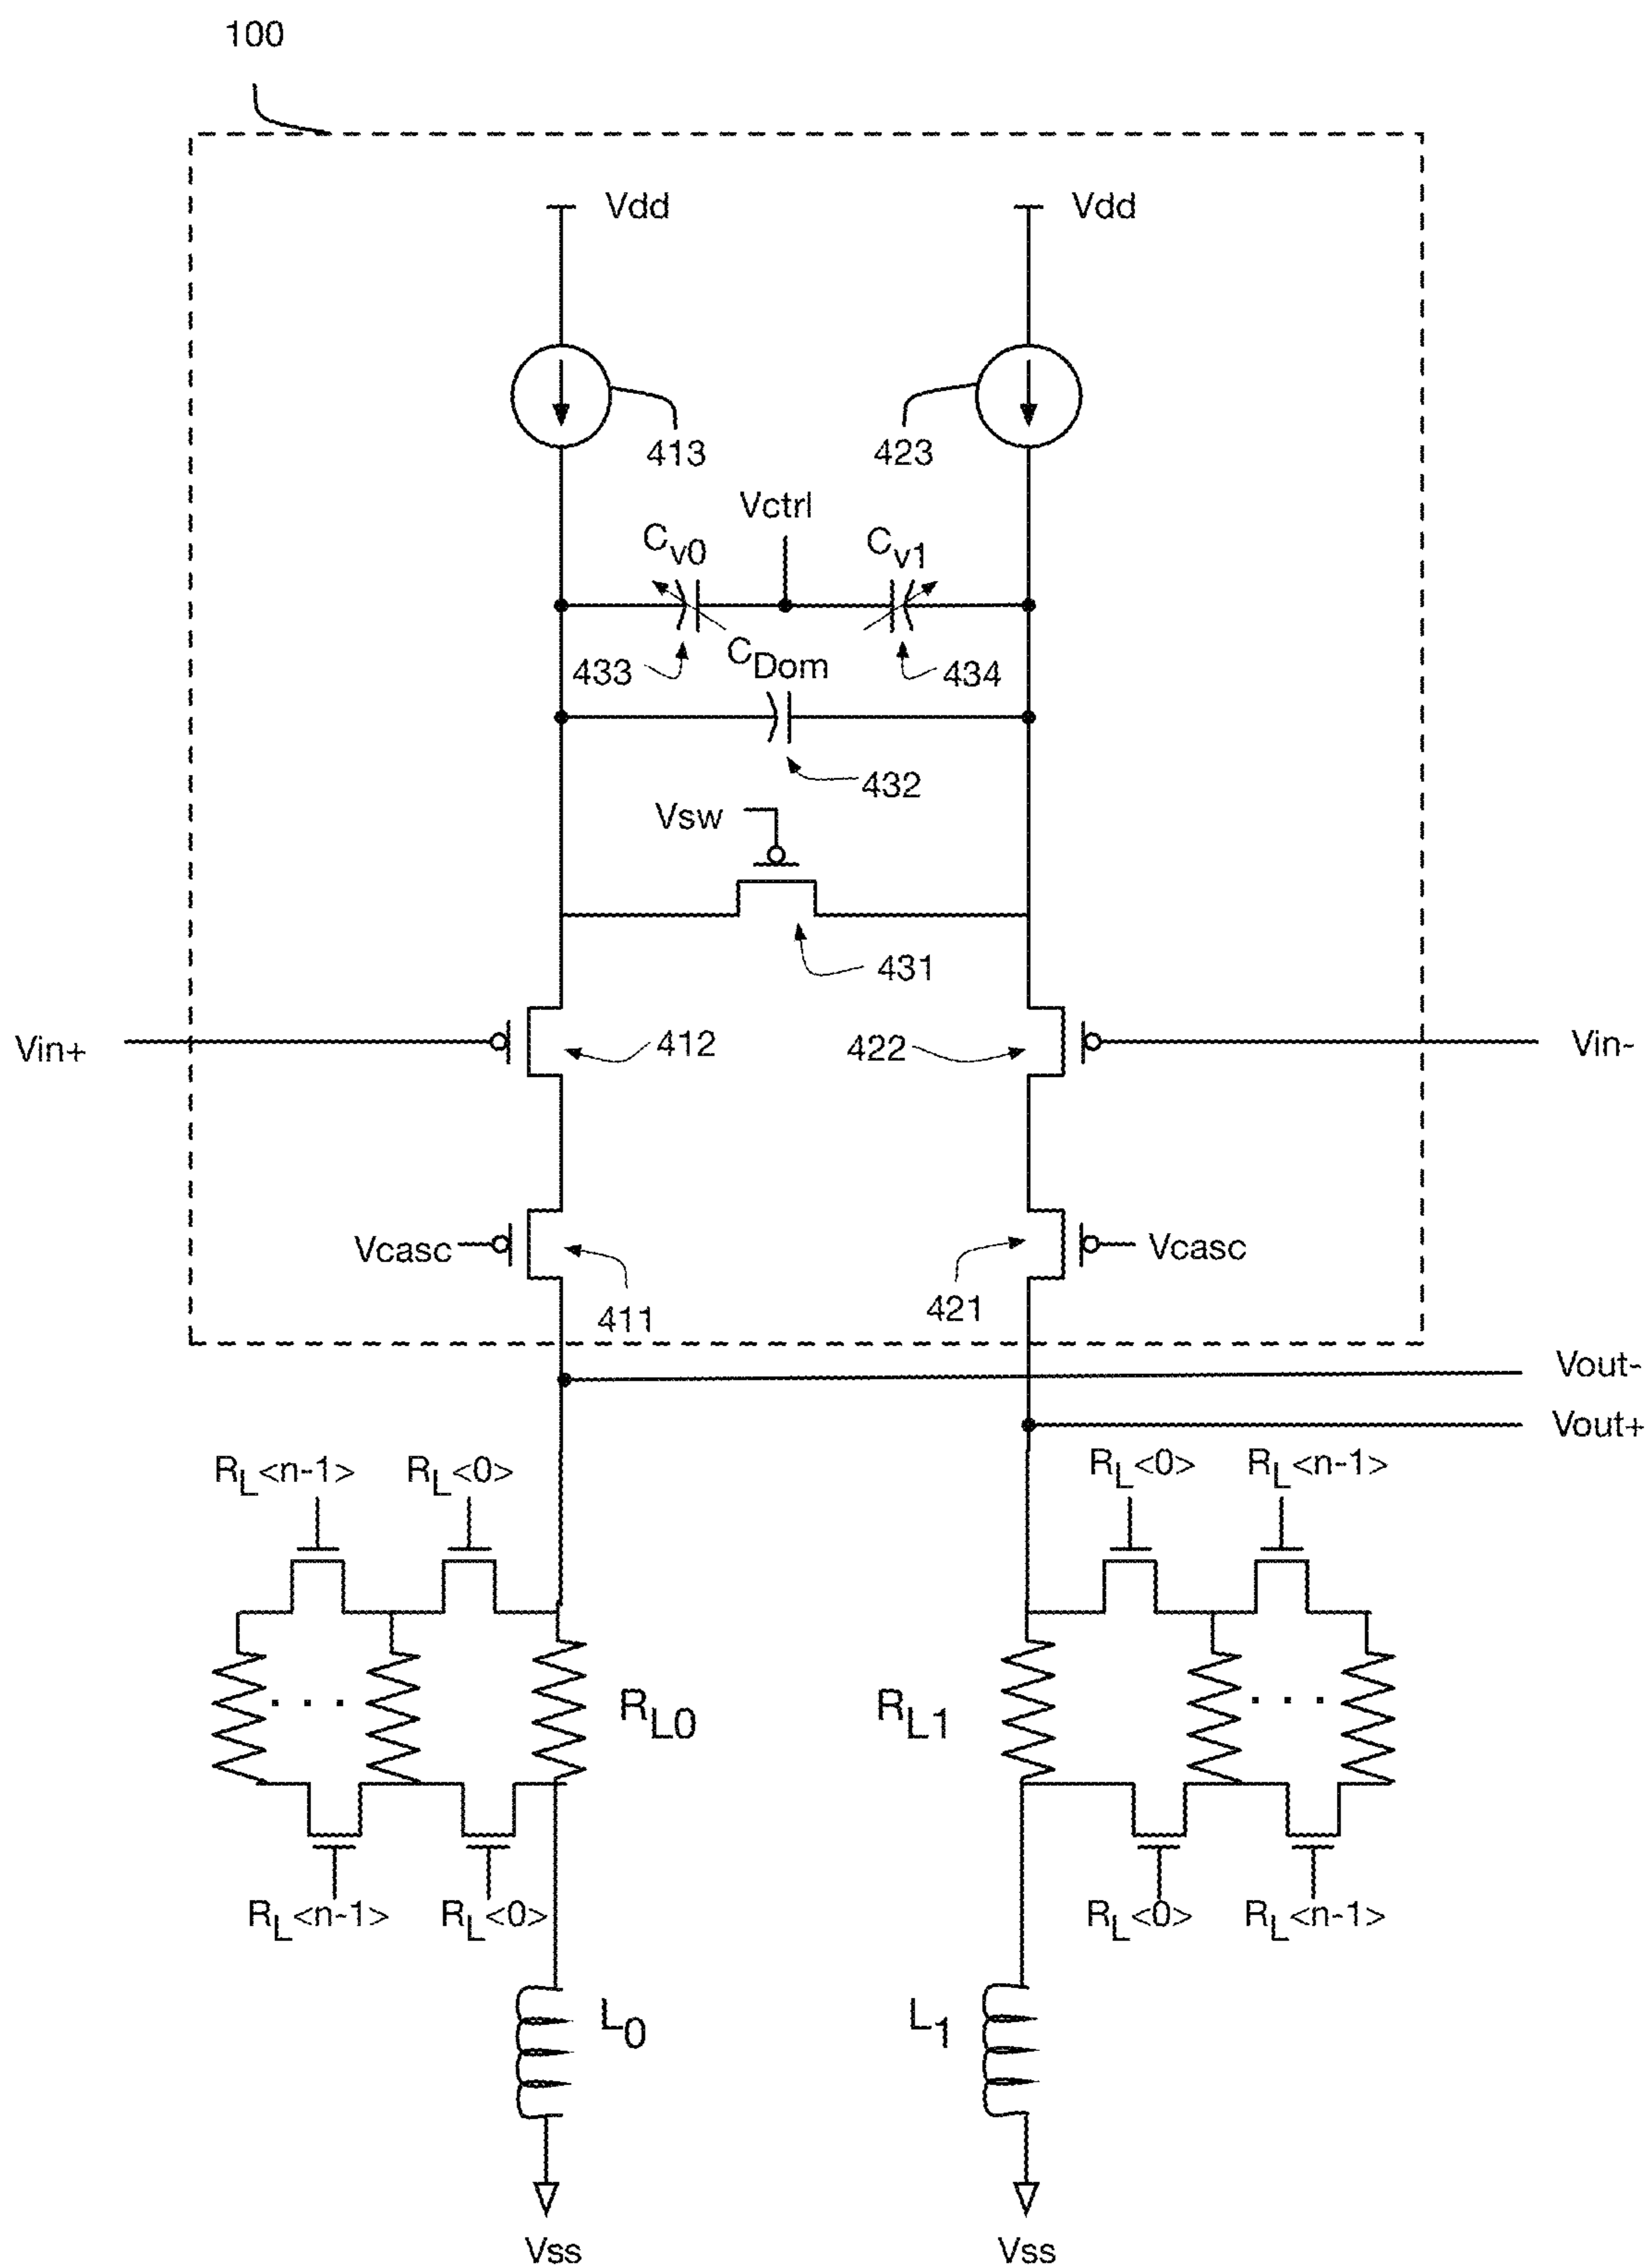 100
Vdd Vdd
413 423
Vctrl
Cv0 Cv1
433 CDom 434
432
Vsw
431
Vin+ 412 422 Vin-
Vcasc Vcasc
411 421
Vout-
Vout+
RL<n-1> RL<0> RL<0> RL<n-1>
RL0 RL1
RL<n-1> RL<0> RL<0> RL<n-1>
L0 L1
Vss Vss